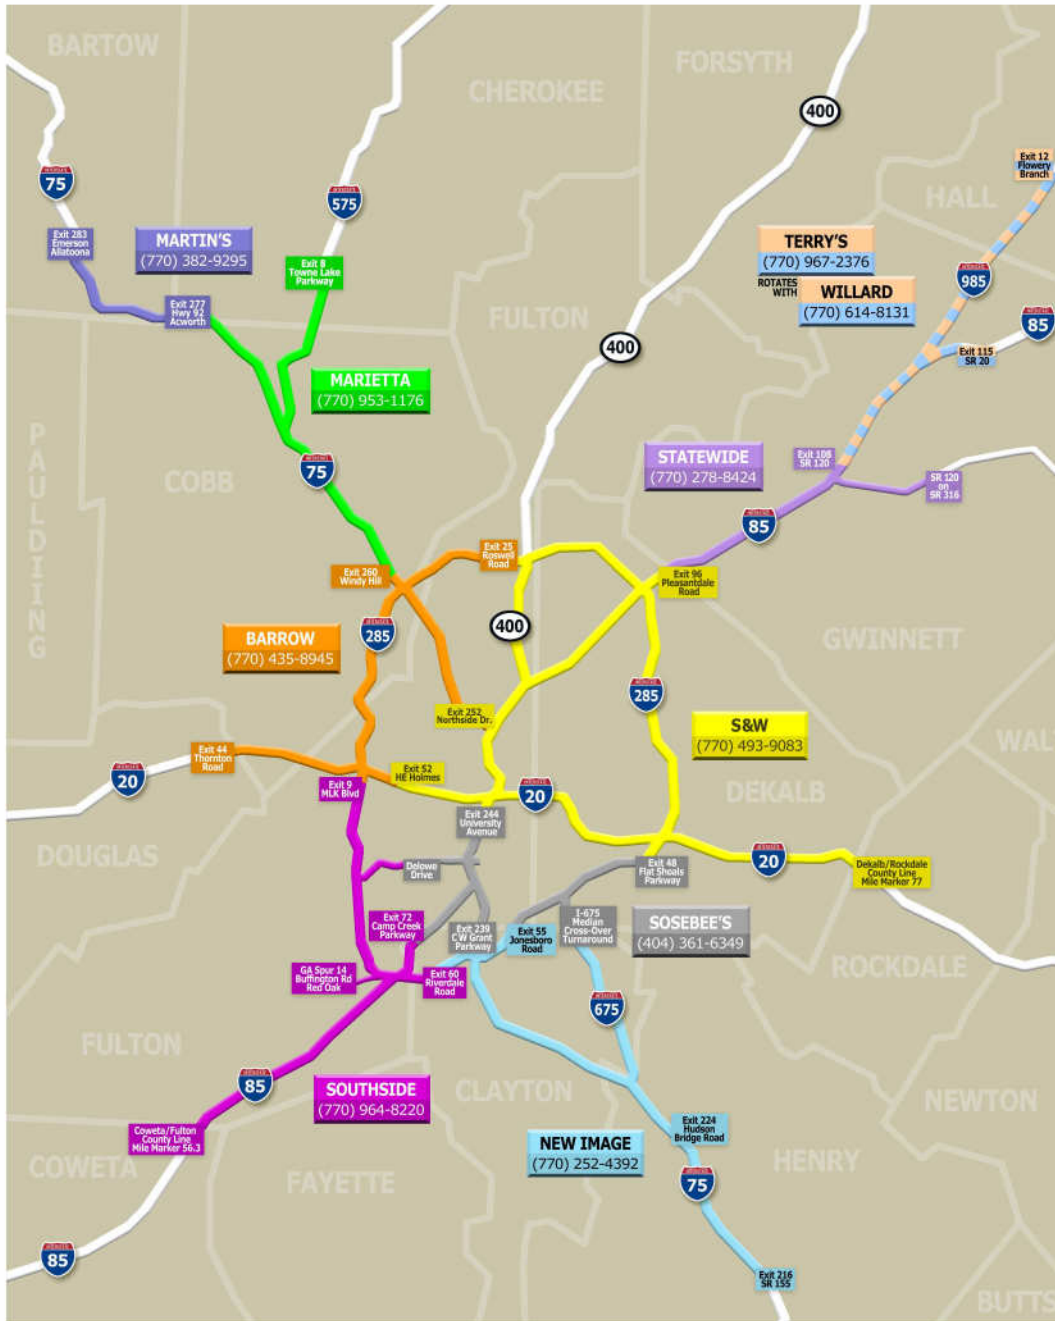 BARTOW
FORSYTH
CHEROKEE
400
Exit 12
Flowery
Branch
75
575
HALL
Exit 283
Emerson
Allatoona
MARTIN'S
(770) 382-9295
TERRY'S
(770) 967-2376
ROTATES
WITH
WILLARD
(770) 614-8131
985
Exit 8
Towne Lake
Parkway
Exit 277
Hwy 92
Acworth
FULTON
85
400
Exit 115
SR 20
MARIETTA
(770) 953-1176
PAULDING
COBB
75
STATEWIDE
(770) 278-8424
Exit 108
SR 120
SR 120
on
SR 316
85
Exit 25
Roswell
Road
Exit 260
Windy Hill
Exit 96
Pleasantdale
Road
400
285
BARROW
(770) 435-8945
GWINNETT
285
Exit 252
Northside Dr.
S&W
(770) 493-9083
WAL
Exit 44
Thornton
Road
20
Exit 52
HE Holmes
Exit 9
MLK Blvd
20
DEKALB
Exit 244
University
Avenue
DOUGLAS
Delowe
Drive
Exit 48
Flat Shoals
Parkway
20
Dekalb/Rockdale
County Line
Mile Marker 77
Exit 72
Camp Creek
Parkway
Exit 239
CW Grant
Parkway
Exit 55
Jonesboro
Road
I-675
Median
Cross-Over
Turnaround
SOSEBEE'S
(404) 361-6349
GA Spur 14
Buffington Rd
Red Oak
Exit 60
Riverdale
Road
ROCKDALE
675
FULTON
85
SOUTHSIDE
(770) 964-8220
CLAYTON
NEWTON
Coweta/Fulton
County Line
Mile Marker 56.3
Exit 224
Hudson
Bridge Road
COWETA
FAYETTE
NEW IMAGE
(770) 252-4392
HENRY
75
85
Exit 216
SR 155
BUTTS